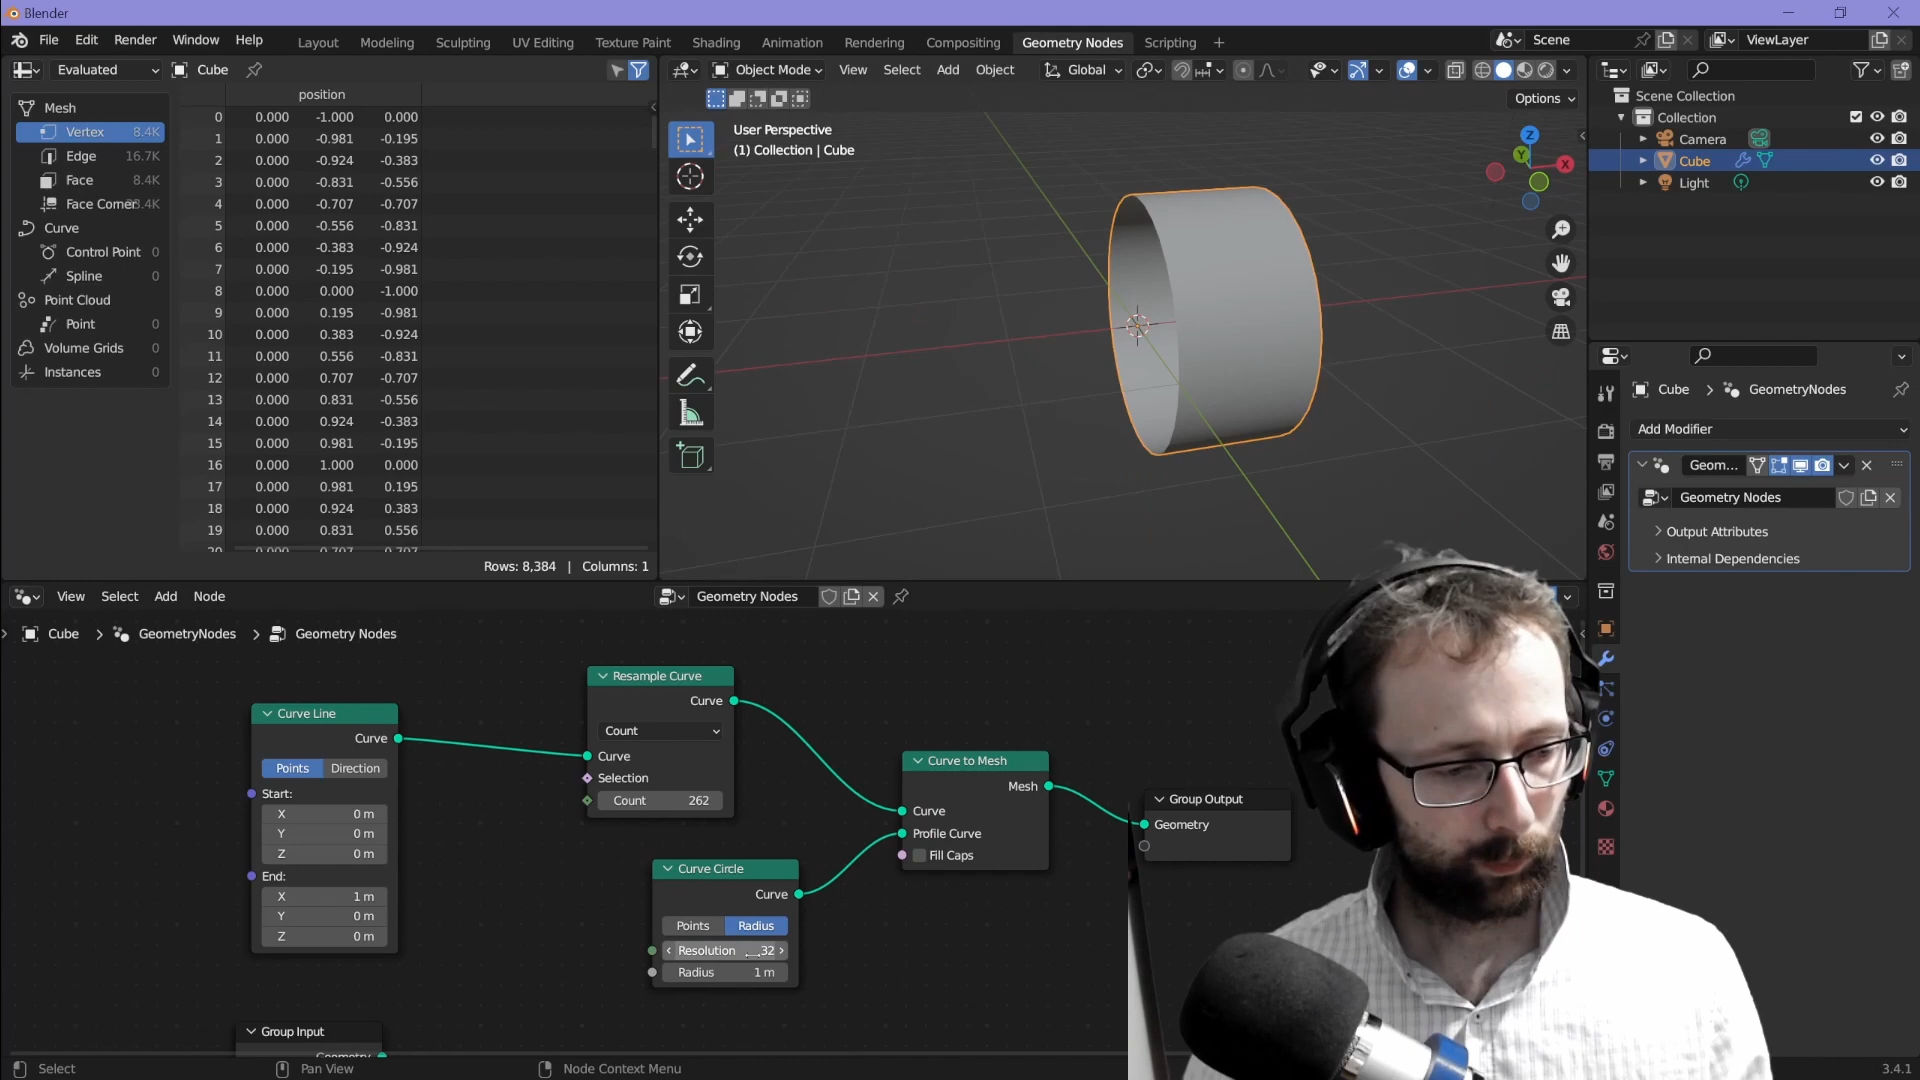 Blender
File Edit Render Window Help Layout Modeling Sculpting UV Editing Texture Paint Shading Animation Rendering Compositing Geometry Nodes Scripting + Scene ViewLayer
Evaluated Cube Object Mode View Select Add Object Global
Options
position
Mesh
Vertex 8.4K
Edge 16.7K
Face 8.4K
Face Corner
Curve
Control Point 0
Spline 0
Point Cloud
Point 0
Volume Grids 0
Instances 0
0 0.000 -1.000 0.000
1 0.000 -0.981 -0.195
2 0.000 -0.924 -0.383
3 0.000 -0.831 -0.556
4 0.000 -0.707 -0.707
5 0.000 -0.556 -0.831
6 0.000 -0.383 -0.924
7 0.000 -0.195 -0.981
8 0.000 0.000 -1.000
9 0.000 0.195 -0.981
10 0.000 0.383 -0.924
11 0.000 0.556 -0.831
12 0.000 0.707 -0.707
13 0.000 0.831 -0.556
14 0.000 0.924 -0.383
15 0.000 0.981 -0.195
16 0.000 1.000 0.000
17 0.000 0.981 0.195
18 0.000 0.924 0.383
19 0.000 0.831 0.556
Rows: 8,384 | Columns: 1
User Perspective
(1) Collection | Cube
Z
Y
X
Scene Collection
Collection
Camera
Cube
Light
Cube > GeometryNodes
Add Modifier
Geom...
Geometry Nodes
Output Attributes
Internal Dependencies
View Select Add Node Geometry Nodes
Cube > GeometryNodes > Geometry Nodes
Curve Line
Curve
Points Direction
Start:
X 0 m
Y 0 m
Z 0 m
End:
X 1 m
Y 0 m
Z 0 m
Resample Curve
Curve
Count
Curve
Selection
Count 262
Curve Circle
Curve
Points Radius
Resolution 32
Radius 1 m
Curve to Mesh
Mesh
Curve
Profile Curve
Fill Caps
Group Output
Geometry
Group Input
Geometry
Select Pan View Node Context Menu 3.4.1